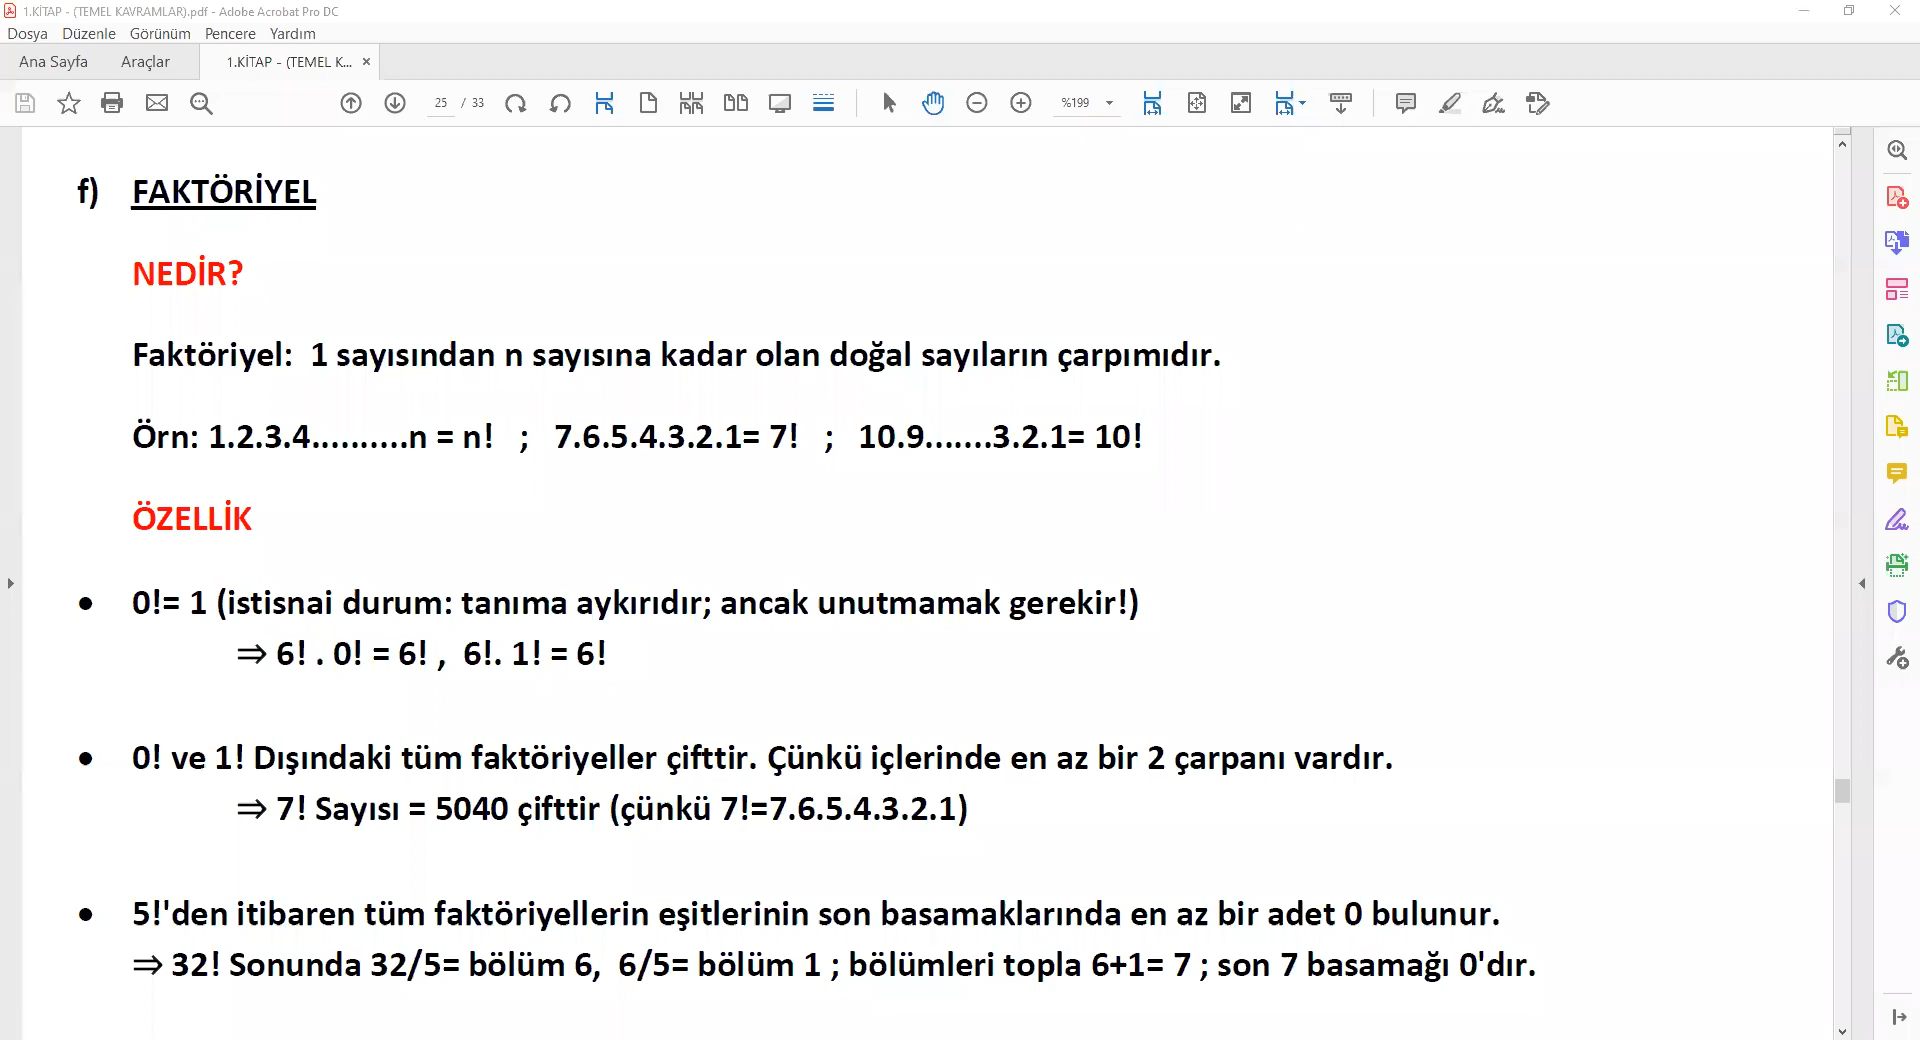 1.KİTAP - (TEMEL KAVRAMLAR).pdf - Adobe Acrobat Pro DC
Dosya Düzenle Görünüm Pencere Yardım
Ana Sayfa Araçlar 1.KİTAP - (TEMEL K... ×
25 / 33 %199
f) FAKTÖRİYEL
NEDİR?
Faktöriyel: 1 sayısından n sayısına kadar olan doğal sayıların çarpımıdır.
Örn: 1.2.3.4..........n = n! ; 7.6.5.4.3.2.1= 7! ; 10.9.......3.2.1= 10!
ÖZELLİK
• 0!= 1 (istisnai durum: tanıma aykırıdır; ancak unutmamak gerekir!)
⇒ 6! . 0! = 6! , 6!. 1! = 6!
• 0! ve 1! Dışındaki tüm faktöriyeller çifttir. Çünkü içlerinde en az bir 2 çarpanı vardır.
⇒ 7! Sayısı = 5040 çifttir (çünkü 7!=7.6.5.4.3.2.1)
• 5!'den itibaren tüm faktöriyellerin eşitlerinin son basamaklarında en az bir adet 0 bulunur.
⇒ 32! Sonunda 32/5= bölüm 6, 6/5= bölüm 1 ; bölümleri topla 6+1= 7 ; son 7 basamağı 0'dır.